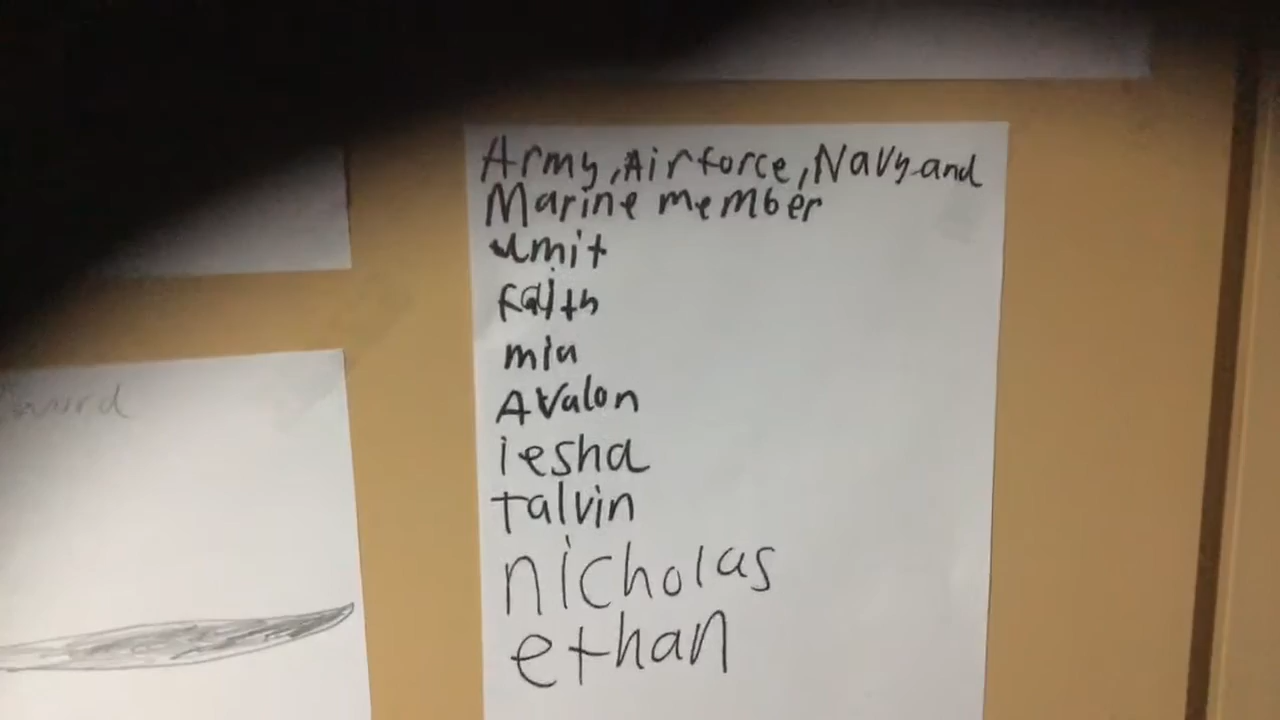 Army, Airforce, Navy and
Marine member
umit
faith
mia
Avalon
iesha
talvin
nicholas
ethan